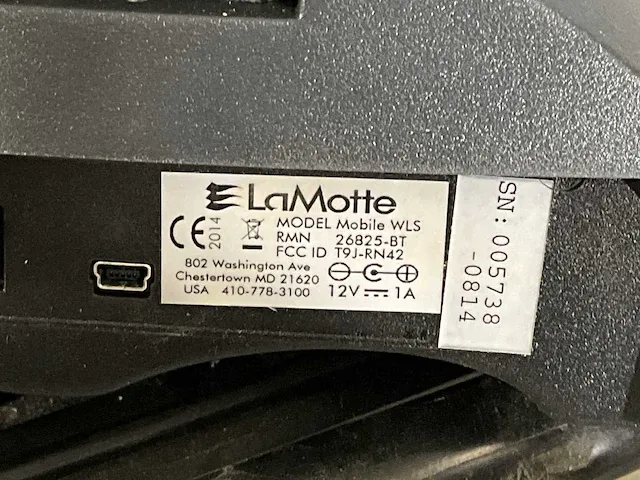 LaMotte
CE 2014
MODEL Mobile WLS
RMN 26825-BT
FCC ID T9J-RN42
802 Washington Ave
Chestertown MD 21620
USA 410-778-3100
12V 1A
SN: 005738
-0814